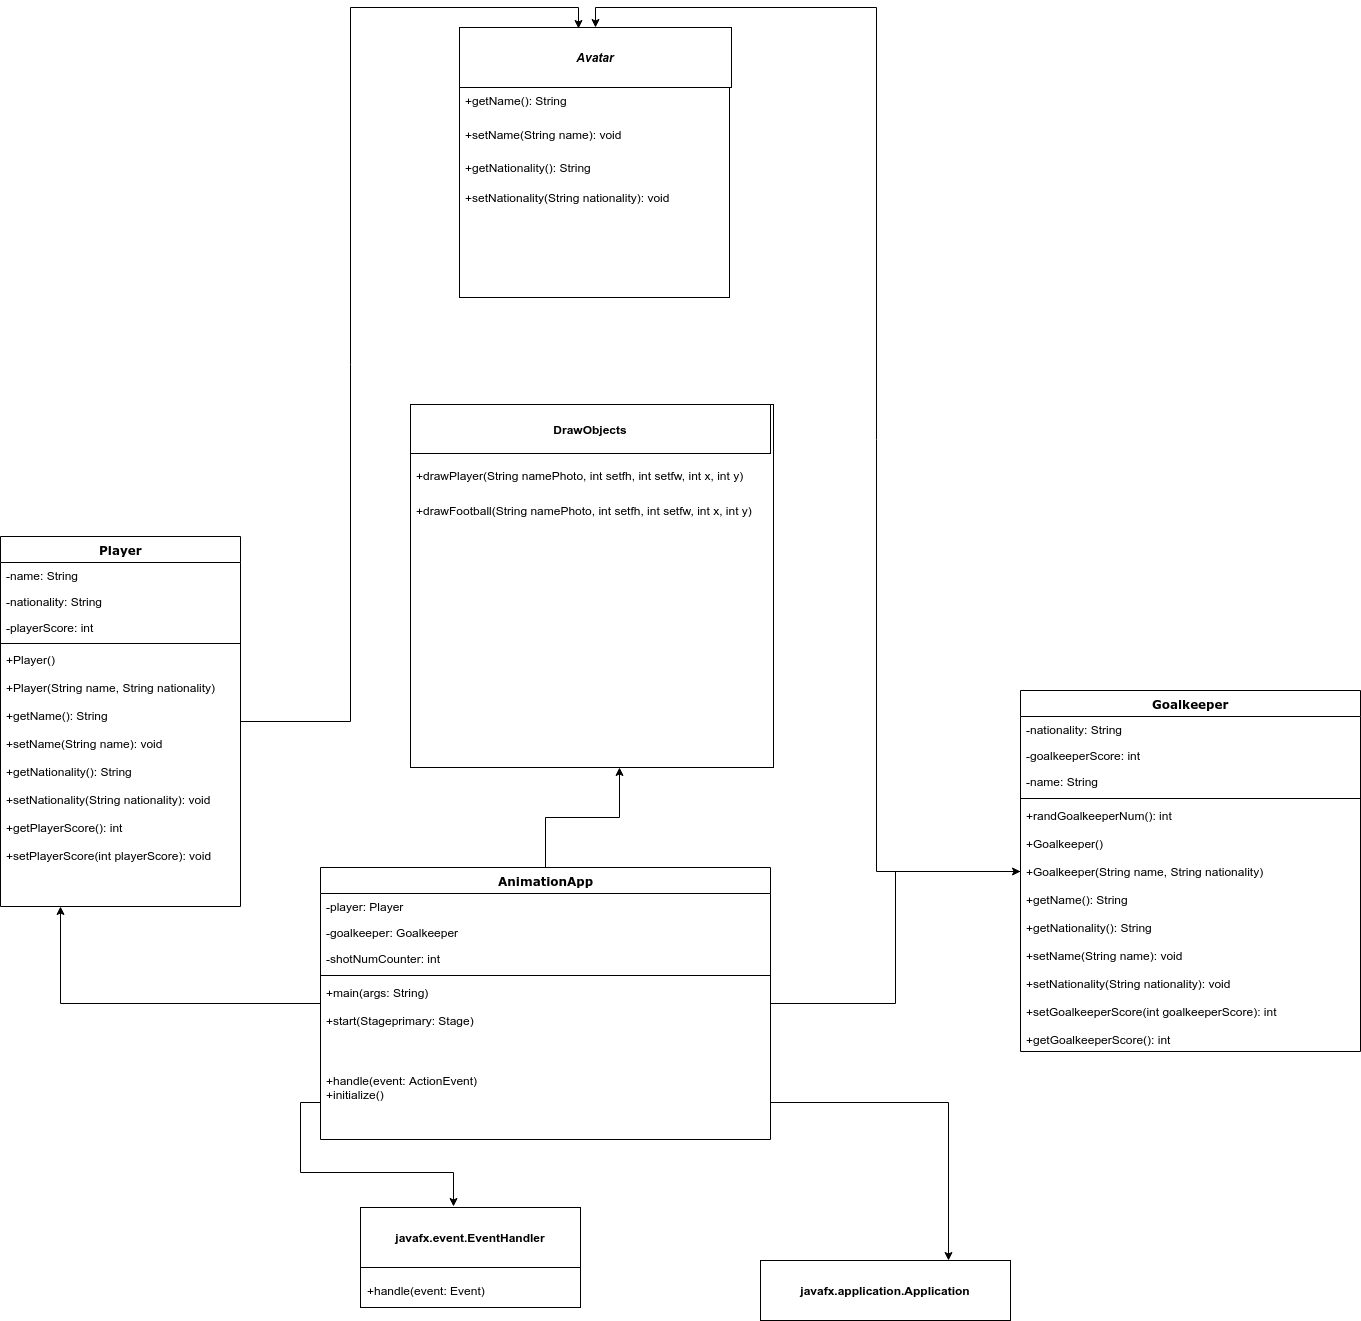 Avatar
+getName(): String
+setName(String name): void
+getNationality(): String
+setNationality(String nationality): void
DrawObjects
+drawPlayer(String namePhoto, int setfh, int setfw, int x, int y)
+drawFootball(String namePhoto, int setfh, int setfw, int x, int y)
Player
-name: String
-nationality: String
-playerScore: int
+Player()
+Player(String name, String nationality)
+getName(): String
+setName(String name): void
+getNationality(): String
+setNationality(String nationality): void
+getPlayerScore(): int
+setPlayerScore(int playerScore): void
Goalkeeper
-nationality: String
-goalkeeperScore: int
-name: String
+randGoalkeeperNum(): int
+Goalkeeper()
+Goalkeeper(String name, String nationality)
+getName(): String
+getNationality(): String
+setName(String name): void
+setNationality(String nationality): void
+setGoalkeeperScore(int goalkeeperScore): int
+getGoalkeeperScore(): int
AnimationApp
-player: Player
-goalkeeper: Goalkeeper
-shotNumCounter: int
+main(args: String)
+start(Stageprimary: Stage)
+handle(event: ActionEvent)
+initialize()
javafx.event.EventHandler
+handle(event: Event)
javafx.application.Application